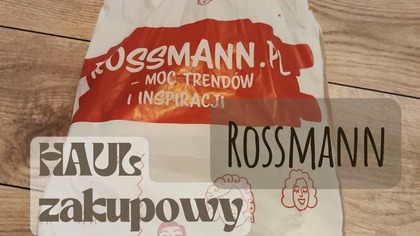 ROSSMANN.PL
– MOC TRENDÓW
I INSPIRACJI
ROSSMANN
HAUL
zakupowy